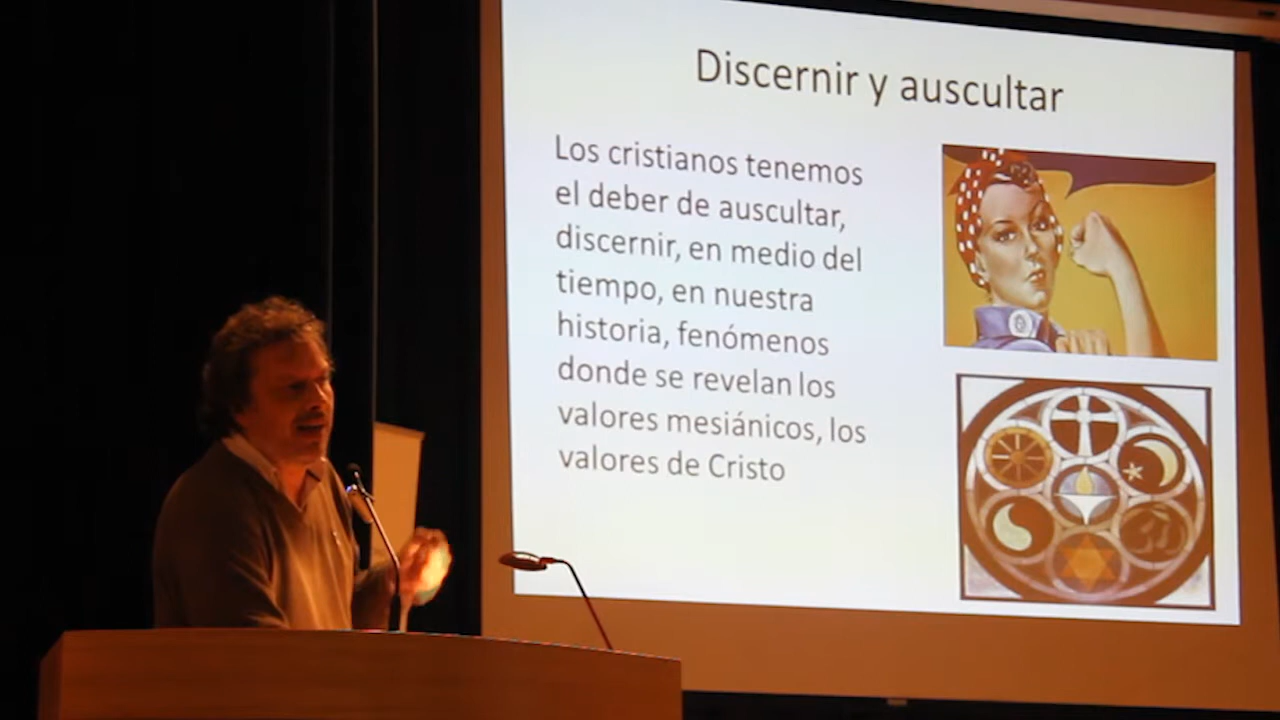 Discernir y auscultar
Los cristianos tenemos
el deber de auscultar,
discernir, en medio del
tiempo, en nuestra
historia, fenómenos
donde se revelan los
valores mesiánicos, los
valores de Cristo